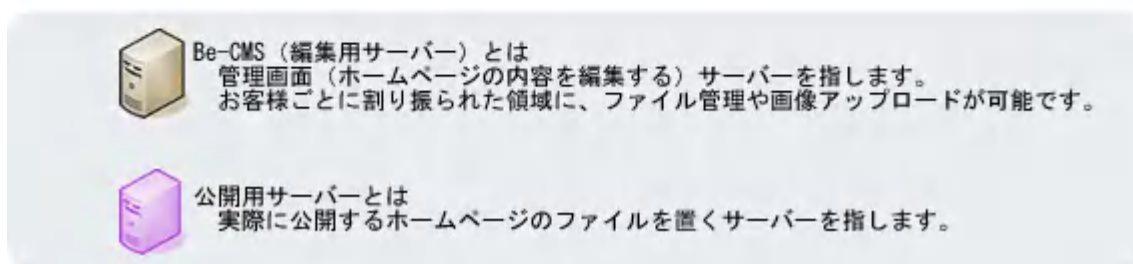 Be-CMS（編集用サーバー）とは
管理画面（ホームページの内容を編集する）サーバーを指します。
お客様ごとに割り振られた領域に、ファイル管理や画像アップロードが可能です。
公開用サーバーとは
実際に公開するホームページのファイルを置くサーバーを指します。